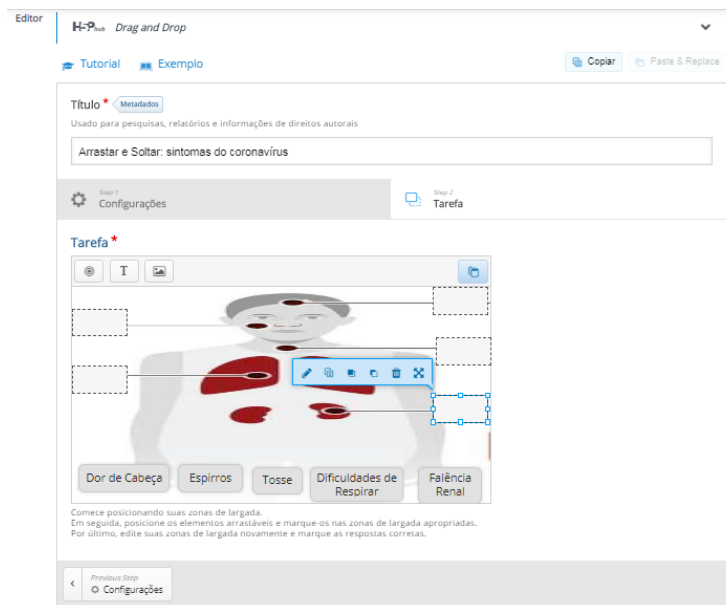 Editor
H5P hub Drag and Drop
Tutorial Exemplo Copiar Paste & Replace
Título * Metadados
Usado para pesquisas, relatórios e informações de direitos autorais
Arrastar e Soltar: sintomas do coronavírus
Step 1
Configurações
Step 2
Tarefa
Tarefa *
T
Dor de Cabeça Espirros Tosse Dificuldades de
Respirar
Falência
Renal
Comece posicionando suas zonas de largada.
Em seguida, posicione os elementos arrastáveis e marque-os nas zonas de largada apropriadas.
Por último, edite suas zonas de largada novamente e marque as respostas corretas.
Previous Step
Configurações